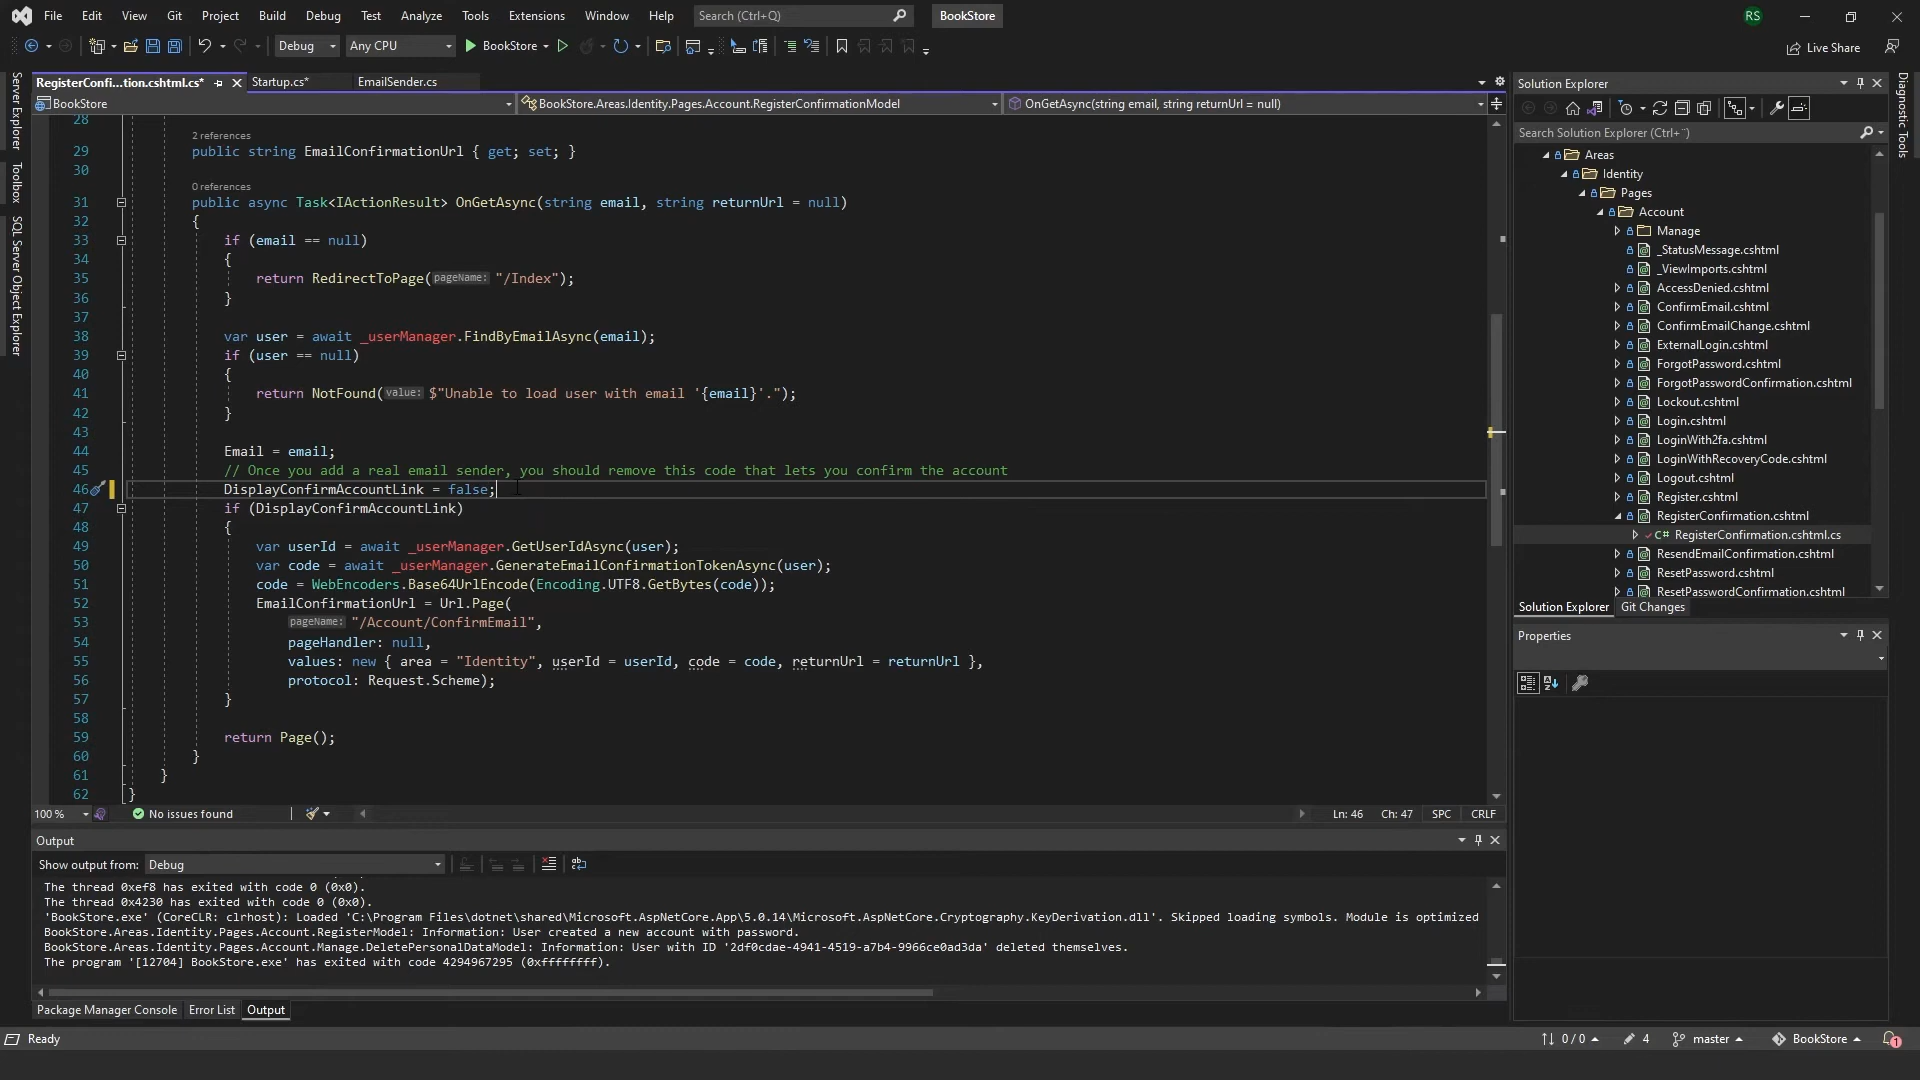 File Edit View Git Project Build Debug Test Analyze Tools Extensions Window Help Search (Ctrl+Q) BookStore RS
Debug Any CPU BookStore Live Share
RegisterConfi...tion.cshtml.cs* Startup.cs* EmailSender.cs
BookStore BookStore.Areas.Identity.Pages.Account.RegisterConfirmationModel OnGetAsync(string email, string returnUrl = null)
Server Explorer
Toolbox
SQL Server Object Explorer
28
2 references
29 public string EmailConfirmationUrl { get; set; }
30
0 references
31 public async Task<IActionResult> OnGetAsync(string email, string returnUrl = null)
32 {
33 if (email == null)
34 {
35 return RedirectToPage(pageName: "/Index");
36 }
37
38 var user = await _userManager.FindByEmailAsync(email);
39 if (user == null)
40 {
41 return NotFound(value: $"Unable to load user with email '{email}'.");
42 }
43
44 Email = email;
45 // Once you add a real email sender, you should remove this code that lets you confirm the account
46 DisplayConfirmAccountLink = false;
47 if (DisplayConfirmAccountLink)
48 {
49 var userId = await _userManager.GetUserIdAsync(user);
50 var code = await _userManager.GenerateEmailConfirmationTokenAsync(user);
51 code = WebEncoders.Base64UrlEncode(Encoding.UTF8.GetBytes(code));
52 EmailConfirmationUrl = Url.Page(
53 pageName: "/Account/ConfirmEmail",
54 pageHandler: null,
55 values: new { area = "Identity", userId = userId, code = code, returnUrl = returnUrl },
56 protocol: Request.Scheme);
57 }
58
59 return Page();
60 }
61 }
62 }
100 % No issues found Ln: 46 Ch: 47 SPC CRLF
Output
Show output from: Debug
The thread 0xef8 has exited with code 0 (0x0).
The thread 0x4230 has exited with code 0 (0x0).
'BookStore.exe' (CoreCLR: clrhost): Loaded 'C:\Program Files\dotnet\shared\Microsoft.AspNetCore.App\5.0.14\Microsoft.AspNetCore.Cryptography.KeyDerivation.dll'. Skipped loading symbols. Module is optimized
BookStore.Areas.Identity.Pages.Account.RegisterModel: Information: User created a new account with password.
BookStore.Areas.Identity.Pages.Account.Manage.DeletePersonalDataModel: Information: User with ID '2df0cdae-4941-4519-a7b4-9966ce0ad3da' deleted themselves.
The program '[12704] BookStore.exe' has exited with code 4294967295 (0xffffffff).
Package Manager Console Error List Output
Solution Explorer
Search Solution Explorer (Ctrl+¨)
Areas
Identity
Pages
Account
Manage
_StatusMessage.cshtml
_ViewImports.cshtml
AccessDenied.cshtml
ConfirmEmail.cshtml
ConfirmEmailChange.cshtml
ExternalLogin.cshtml
ForgotPassword.cshtml
ForgotPasswordConfirmation.cshtml
Lockout.cshtml
Login.cshtml
LoginWith2fa.cshtml
LoginWithRecoveryCode.cshtml
Logout.cshtml
Register.cshtml
RegisterConfirmation.cshtml
C# RegisterConfirmation.cshtml.cs
ResendEmailConfirmation.cshtml
ResetPassword.cshtml
ResetPasswordConfirmation.cshtml
Solution Explorer Git Changes
Properties
Diagnostic Tools
Ready 0 / 0 4 master BookStore 1